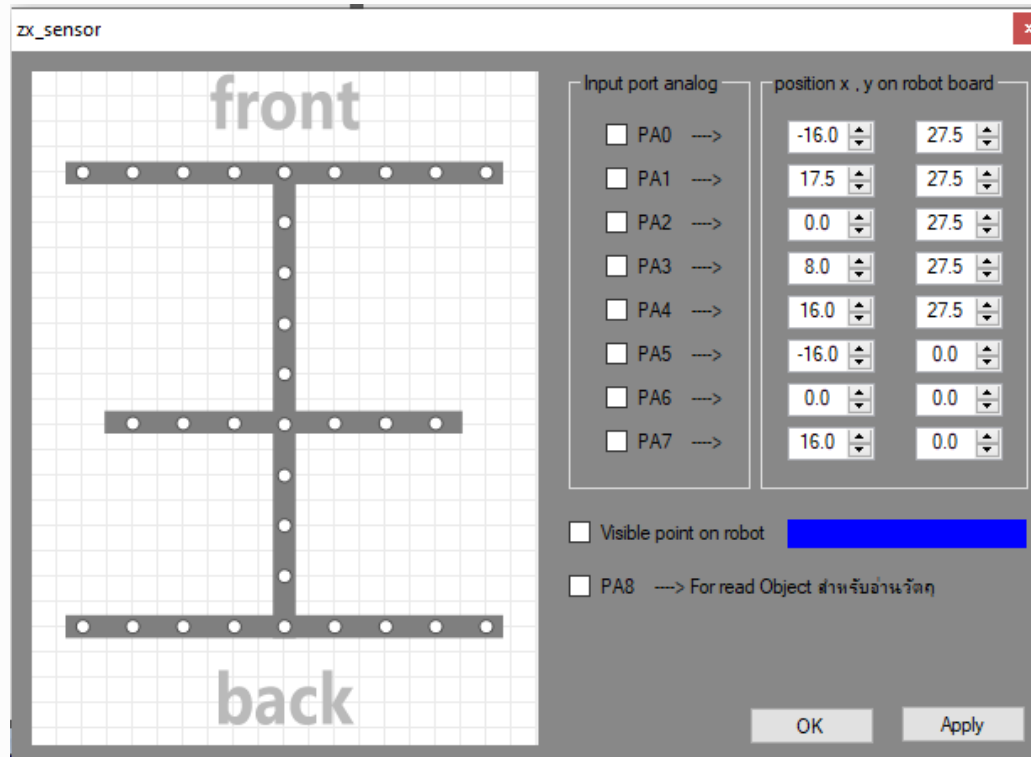 zx_sensor
x
front
back
Input port analog
position x , y on robot board
PA0 ----> -16.0 27.5
PA1 ----> 17.5 27.5
PA2 ----> 0.0 27.5
PA3 ----> 8.0 27.5
PA4 ----> 16.0 27.5
PA5 ----> -16.0 0.0
PA6 ----> 0.0 0.0
PA7 ----> 16.0 0.0
Visible point on robot
PA8 ----> For read Object สำหรับอ่านวัตถุ
OK Apply